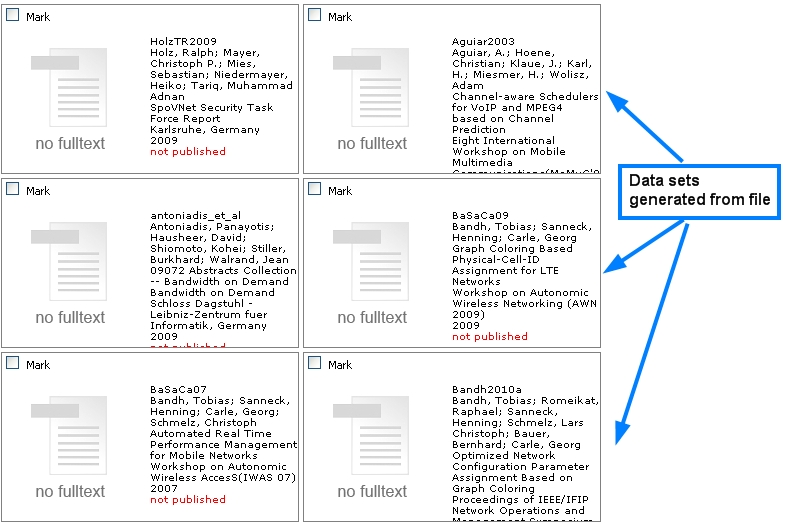 Mark
HolzTR2009
Holz, Ralph; Mayer,
Christoph P.; Mies,
Sebastian; Niedermayer,
Heiko; Tariq, Muhammad
Adnan
SpoVNet Security Task
Force Report
Karlsruhe, Germany
2009
not published
no fulltext
Mark
Aguiar2003
Aguiar, A.; Hoene,
Christian; Klaue, J.; Karl,
H.; Miesmer, H.; Wolisz,
Adam
Channel-aware Schedulers
for VoIP and MPEG4
based on Channel
Prediction
Eight International
Workshop on Mobile
Multimedia
Communications(MoMuC'0
no fulltext
Data sets
generated from file
Mark
antoniadis_et_al
Antoniadis, Panayotis;
Hausheer, David;
Shiomoto, Kohei; Stiller,
Burkhard; Walrand, Jean
09072 Abstracts Collection
-- Bandwidth on Demand
Bandwidth on Demand
Schloss Dagstuhl -
Leibniz-Zentrum fuer
Informatik, Germany
2009
not published
no fulltext
Mark
BaSaCa09
Bandh, Tobias; Sanneck,
Henning; Carle, Georg
Graph Coloring Based
Physical-Cell-ID
Assignment for LTE
Networks
Workshop on Autonomic
Wireless Networking (AWN
2009)
2009
not published
no fulltext
Mark
BaSaCa07
Bandh, Tobias; Sanneck,
Henning; Carle, Georg;
Schmelz, Christoph
Automated Real Time
Performance Management
for Mobile Networks
Workshop on Autonomic
Wireless AccesS(IWAS 07)
2007
not published
no fulltext
Mark
Bandh2010a
Bandh, Tobias; Romeikat,
Raphael; Sanneck,
Henning; Schmelz, Lars
Christoph; Bauer,
Bernhard; Carle, Georg
Optimized Network
Configuration Parameter
Assignment Based on
Graph Coloring
Proceedings of IEEE/IFIP
Network Operations and
Management Symposium
no fulltext